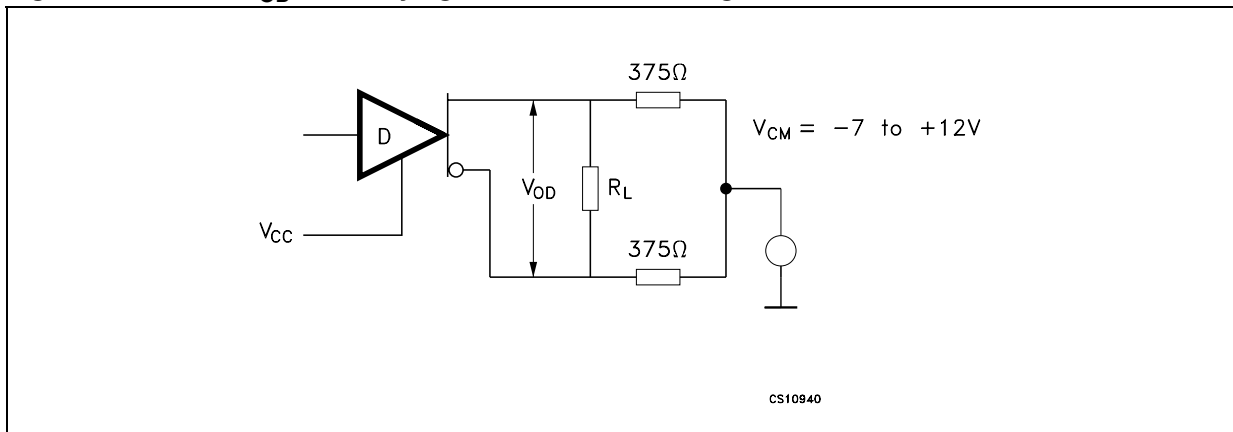 375Ω
V_CM = -7 to +12V
D
V_OD
R_L
V_CC
375Ω
CS10940